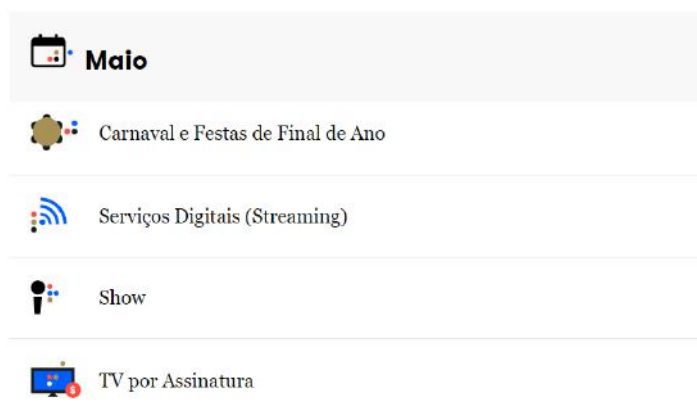 Maio
Carnaval e Festas de Final de Ano
Serviços Digitais (Streaming)
Show
TV por Assinatura